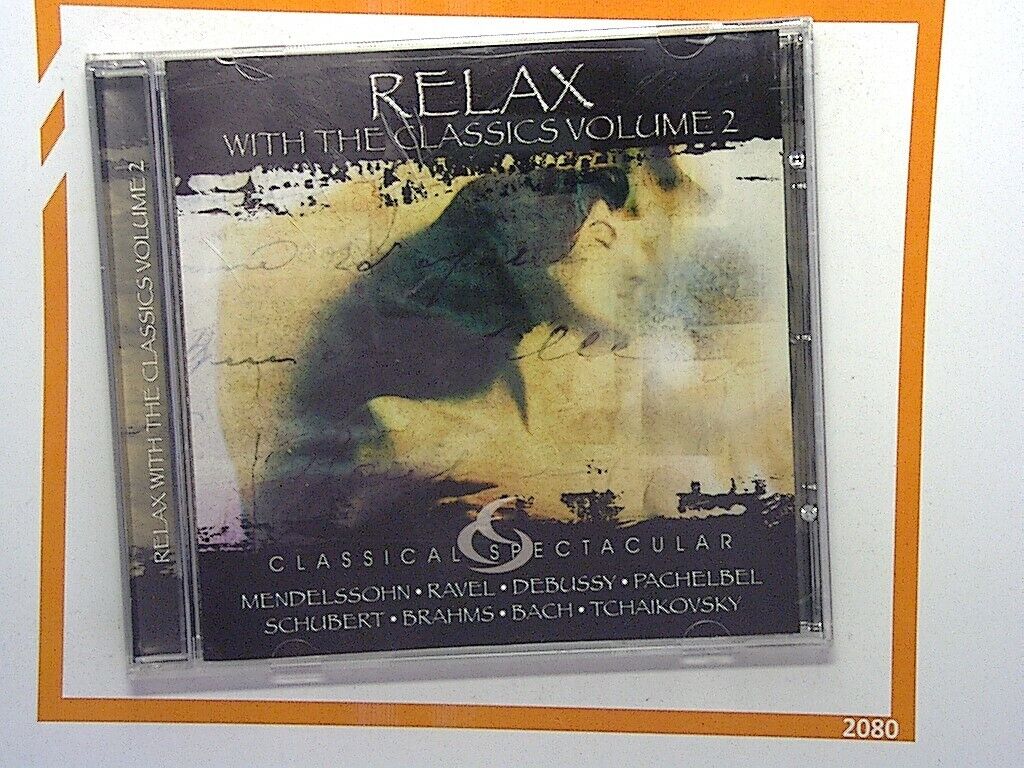 RELAX
WITH THE CLASSICS VOLUME 2
RELAX WITH THE CLASSICS VOLUME 2
CLASSICAL SPECTACULAR
MENDELSSOHN • RAVEL • DEBUSSY • PACHELBEL
SCHUBERT • BRAHMS • BACH • TCHAIKOVSKY
2080